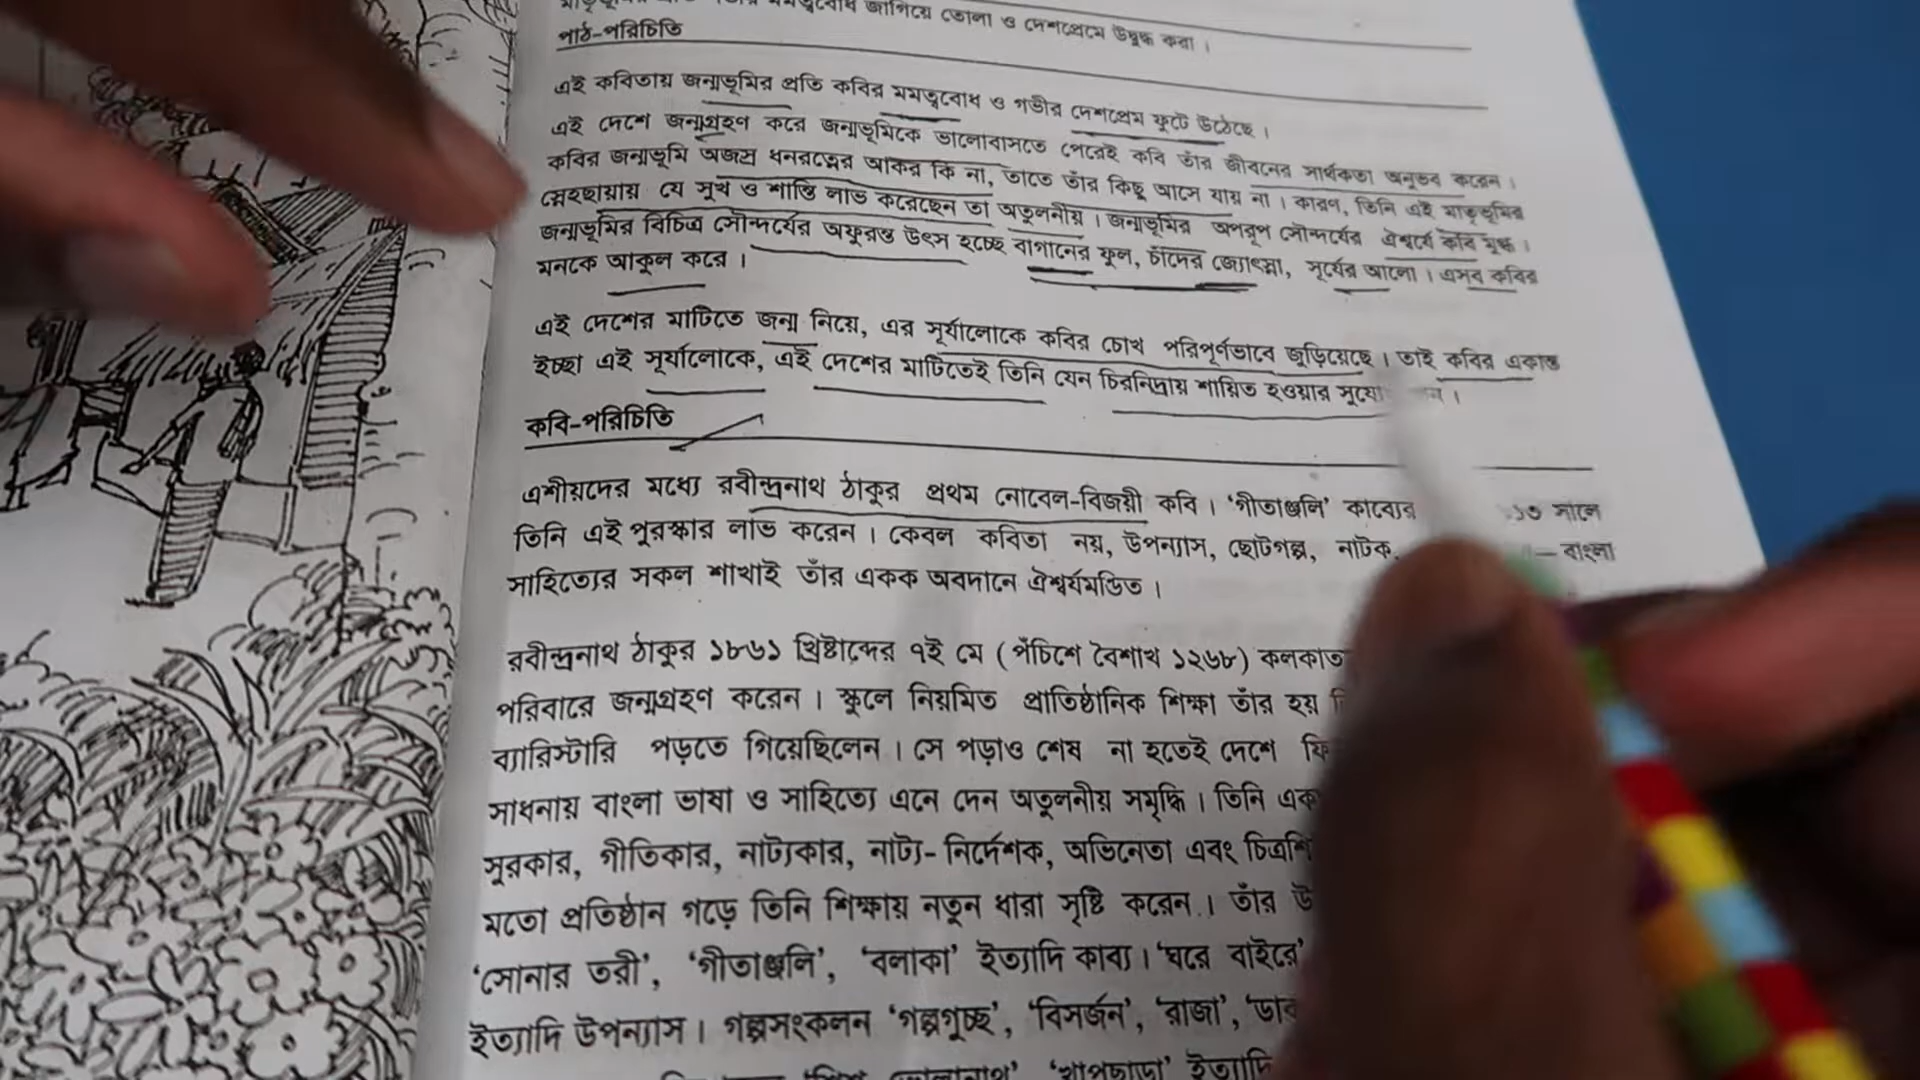 মমত্ববোধ জাগিয়ে তোলা ও দেশপ্রেমে উদ্বুদ্ধ করা।
পাঠ-পরিচিতি
এই কবিতায় জন্মভূমির প্রতি কবির মমত্ববোধ ও গভীর দেশপ্রেম ফুটে উঠেছে।
এই দেশে জন্মগ্রহণ করে জন্মভূমিকে ভালোবাসতে পেরেই কবি তাঁর জীবনের সার্থকতা অনুভব করেন।
কবির জন্মভূমি অজস্র ধনরত্নের আকর কি না, তাতে তাঁর কিছু আসে যায় না। কারণ, তিনি এই মাতৃভূমির
স্নেহছায়ায় যে সুখ ও শান্তি লাভ করেছেন তা অতুলনীয়। জন্মভূমির অপরূপ সৌন্দর্যের ঐশ্বর্যে কবি মুগ্ধ।
জন্মভূমির বিচিত্র সৌন্দর্যের অফুরন্ত উৎস হচ্ছে বাগানের ফুল, চাঁদের জ্যোৎস্না, সূর্যের আলো। এসব কবির
মনকে আকুল করে।
এই দেশের মাটিতে জন্ম নিয়ে, এর সূর্যালোকে কবির চোখ পরিপূর্ণভাবে জুড়িয়েছে। তাই কবির একান্ত
ইচ্ছা এই সূর্যালোকে, এই দেশের মাটিতেই তিনি যেন চিরনিদ্রায় শায়িত হওয়ার
কবি-পরিচিতি
এশীয়দের মধ্যে রবীন্দ্রনাথ ঠাকুর প্রথম নোবেল-বিজয়ী কবি। ‘গীতাঞ্জলি’ কাব্যের সালে
তিনি এই পুরস্কার লাভ করেন। কেবল কবিতা নয়, উপন্যাস, ছোটগল্প, নাটক, — বাংলা
সাহিত্যের সকল শাখাই তাঁর একক অবদানে ঐশ্বর্যমণ্ডিত।
রবীন্দ্রনাথ ঠাকুর ১৮৬১ খ্রিষ্টাব্দের ৭ই মে (পঁচিশে বৈশাখ ১২৬৮)
পরিবারে জন্মগ্রহণ করেন। স্কুলে নিয়মিত প্রাতিষ্ঠানিক শিক্ষা তাঁর হয়
ব্যারিস্টারি পড়তে গিয়েছিলেন। সে পড়াও শেষ না হতেই দেশে
সাধনায় বাংলা ভাষা ও সাহিত্যে এনে দেন অতুলনীয় সমৃদ্ধি। তিনি
সুরকার, গীতিকার, নাট্যকার, নাট্য-নির্দেশক, অভিনেতা এবং
মতো প্রতিষ্ঠান গড়ে তিনি শিক্ষায় নতুন ধারা সৃষ্টি করেন। তাঁর
‘সোনার তরী’, ‘গীতাঞ্জলি’, ‘বলাকা’ ইত্যাদি কাব্য। ‘ঘরে বাইরে’
ইত্যাদি উপন্যাস। গল্পসংকলন ‘গল্পগুচ্ছ’, ‘বিসর্জন’, ‘রাজা’,
‘খাপছাড়া’ ইত্যাদি